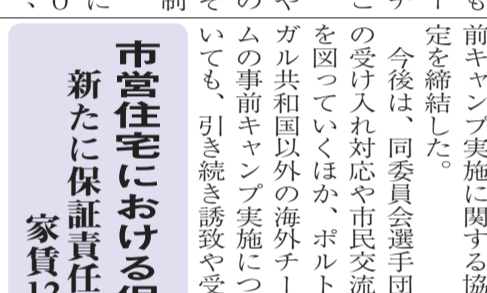 前キャンプ実施に関する協
定を締結した。
今後は、同委員会選手団
の受け入れ対応や市民交流
を図っていくほか、ポルト
ガル共和国以外の海外チー
ムの事前キャンプ実施につ
いても、引き続き誘致や受
市営住宅における
新たに保証責任
家賃12